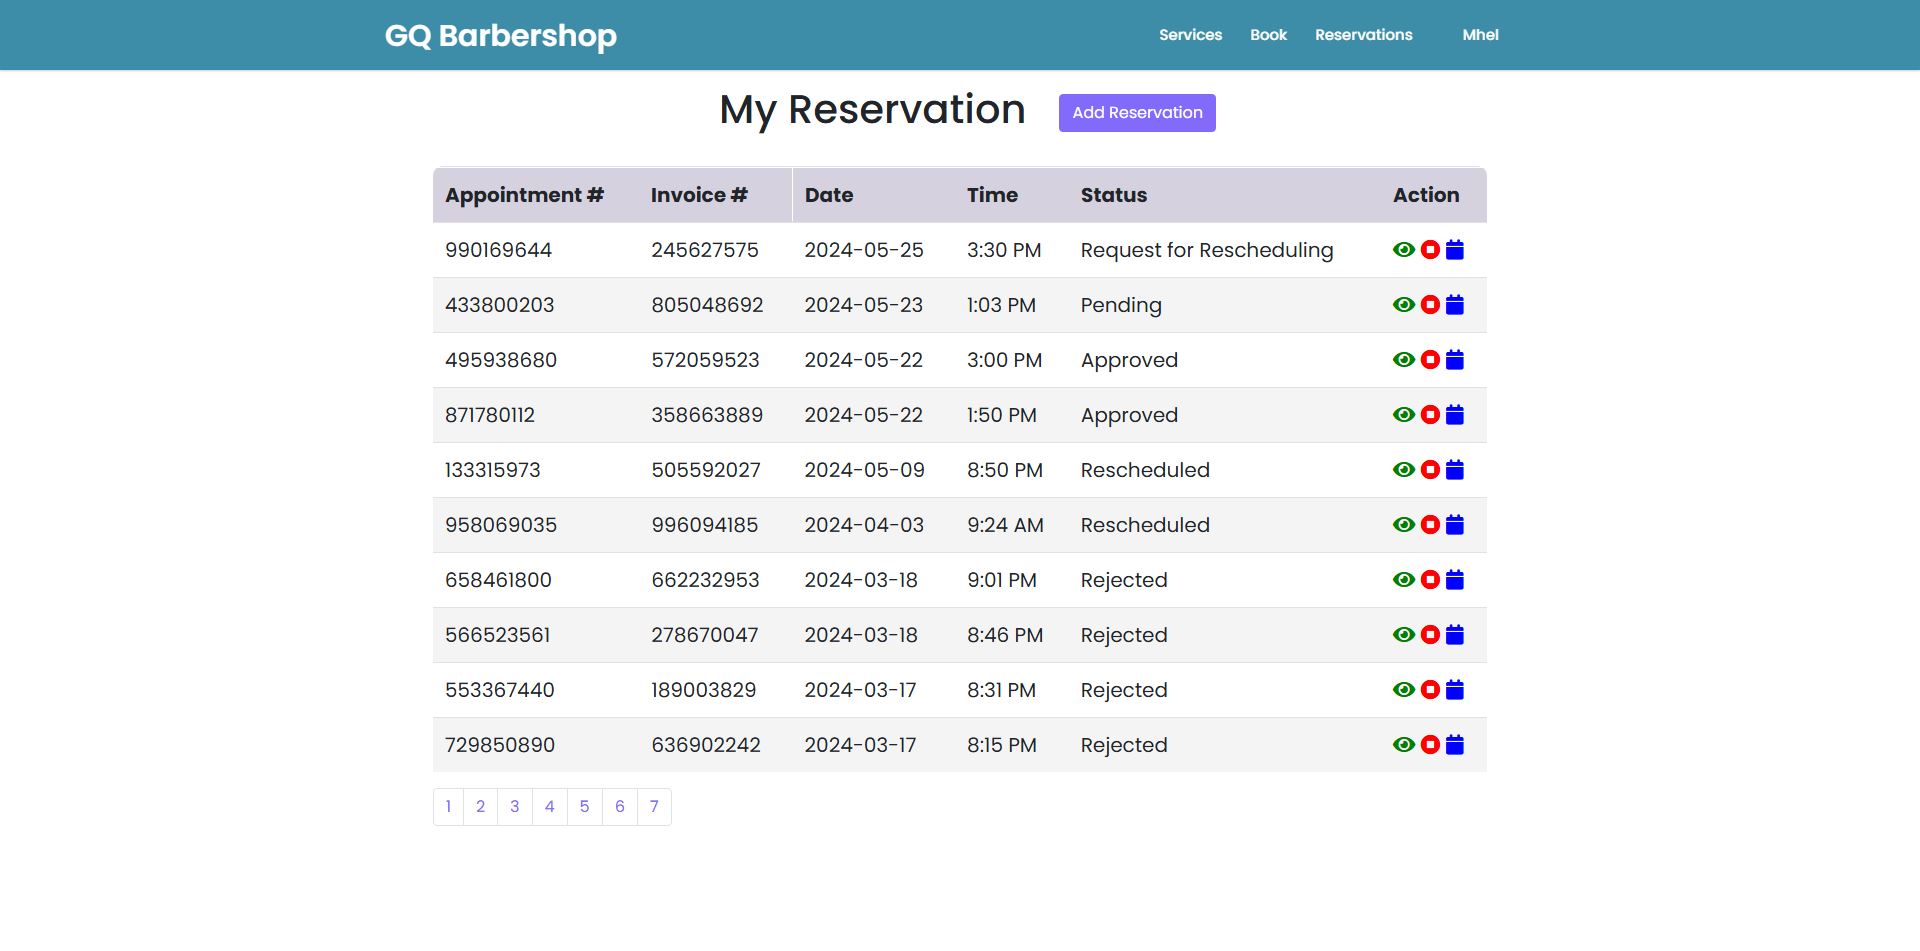 GQ Barbershop Services Book Reservations Mhel
My Reservation Add Reservation
Appointment # Invoice # Date Time Status Action
990169644 245627575 2024-05-25 3:30 PM Request for Rescheduling
433800203 805048692 2024-05-23 1:03 PM Pending
495938680 572059523 2024-05-22 3:00 PM Approved
871780112 358663889 2024-05-22 1:50 PM Approved
133315973 505592027 2024-05-09 8:50 PM Rescheduled
958069035 996094185 2024-04-03 9:24 AM Rescheduled
658461800 662232953 2024-03-18 9:01 PM Rejected
566523561 278670047 2024-03-18 8:46 PM Rejected
553367440 189003829 2024-03-17 8:31 PM Rejected
729850890 636902242 2024-03-17 8:15 PM Rejected
1 2 3 4 5 6 7